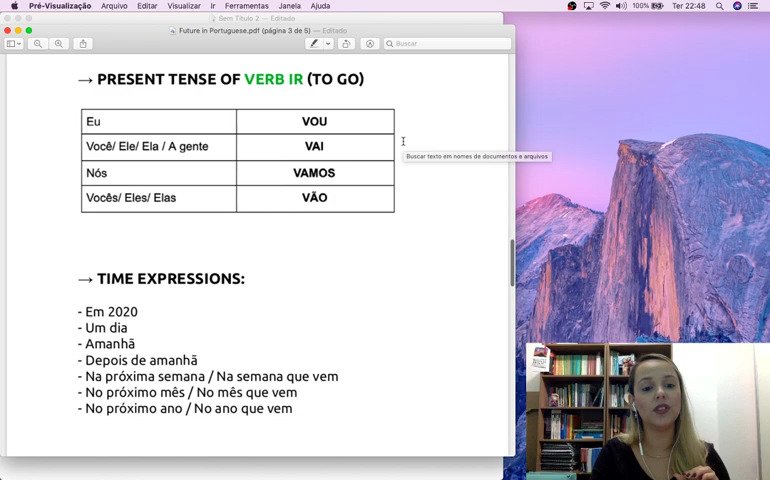 Pré-Visualização Arquivo Editar Visualizar Ir Ferramentas Janela Ajuda 100% Ter 22:48
Sem Título 2 — Editado
Future in Portuguese.pdf (página 3 de 5) — Editado
Buscar
→ PRESENT TENSE OF VERB IR (TO GO)
Eu VOU
Você/ Ele/ Ela / A gente VAI
Buscar texto em nomes de documentos e arquivos
Nós VAMOS
Vocês/ Eles/ Elas VÃO
→ TIME EXPRESSIONS:
- Em 2020
- Um dia
- Amanhã
- Depois de amanhã
- Na próxima semana / Na semana que vem
- No próximo mês / No mês que vem
- No próximo ano / No ano que vem